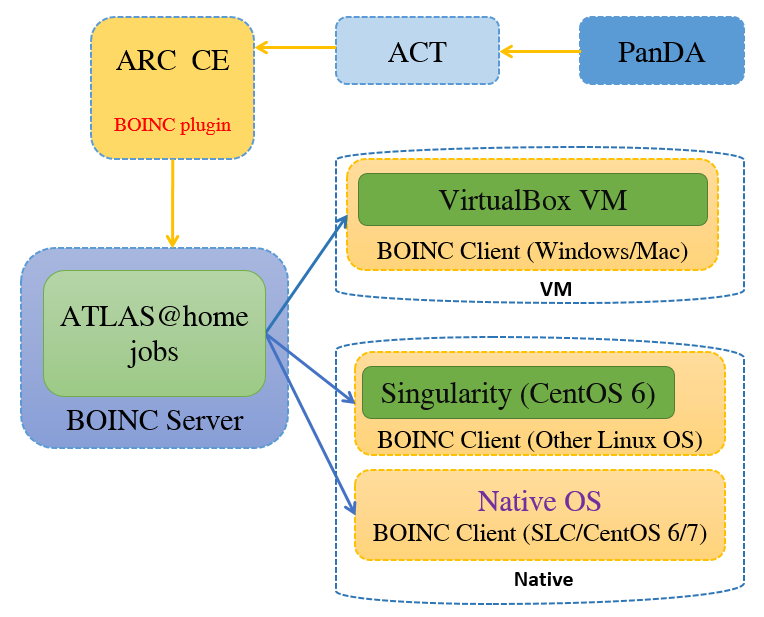 ARC CE
BOINC plugin
ACT
PanDA
VirtualBox VM
BOINC Client (Windows/Mac)
VM
ATLAS@home
jobs
BOINC Server
Singularity (CentOS 6)
BOINC Client (Other Linux OS)
Native OS
BOINC Client (SLC/CentOS 6/7)
Native